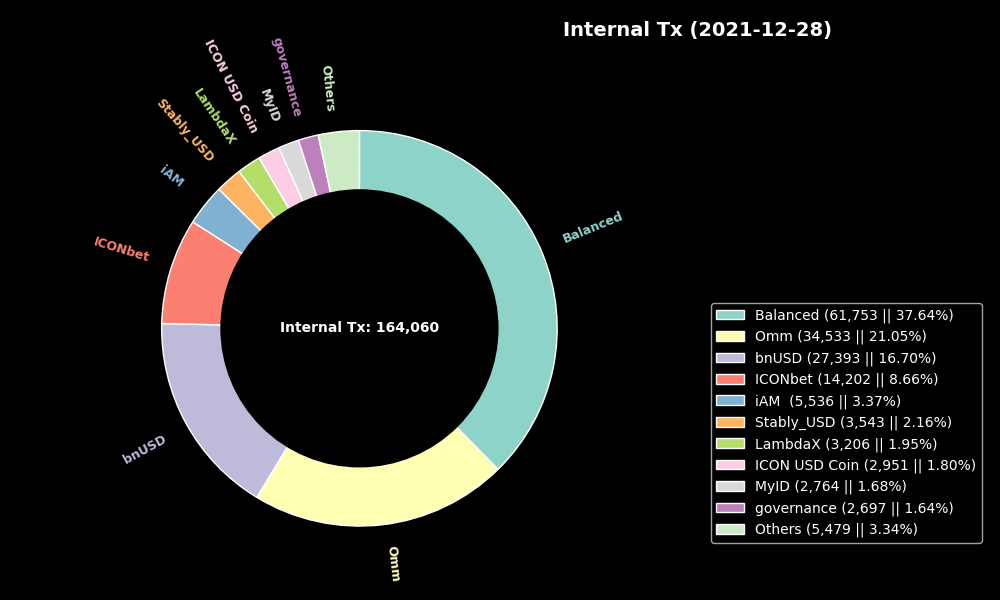 Internal Tx (2021-12-28)
Others
governance
MyID
ICON USD Coin
LambdaX
Stably_USD
iAM
ICONbet
bnUSD
Omm
Balanced
Internal Tx: 164,060
Balanced (61,753 || 37.64%)
Omm (34,533 || 21.05%)
bnUSD (27,393 || 16.70%)
ICONbet (14,202 || 8.66%)
iAM  (5,536 || 3.37%)
Stably_USD (3,543 || 2.16%)
LambdaX (3,206 || 1.95%)
ICON USD Coin (2,951 || 1.80%)
MyID (2,764 || 1.68%)
governance (2,697 || 1.64%)
Others (5,479 || 3.34%)